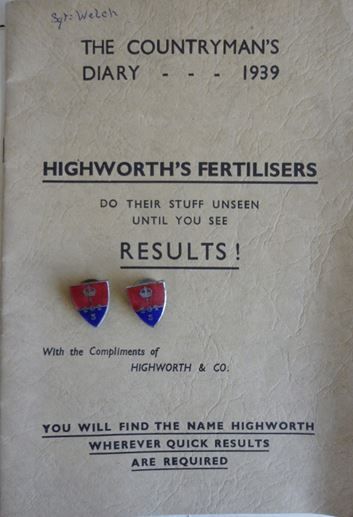 Sgt: Welch
THE COUNTRYMAN'S
DIARY - - - 1939
HIGHWORTH'S FERTILISERS
DO THEIR STUFF UNSEEN
UNTIL YOU SEE
RESULTS!
With the Compliments of
HIGHWORTH & CO.
YOU WILL FIND THE NAME HIGHWORTH
WHEREVER QUICK RESULTS
ARE REQUIRED